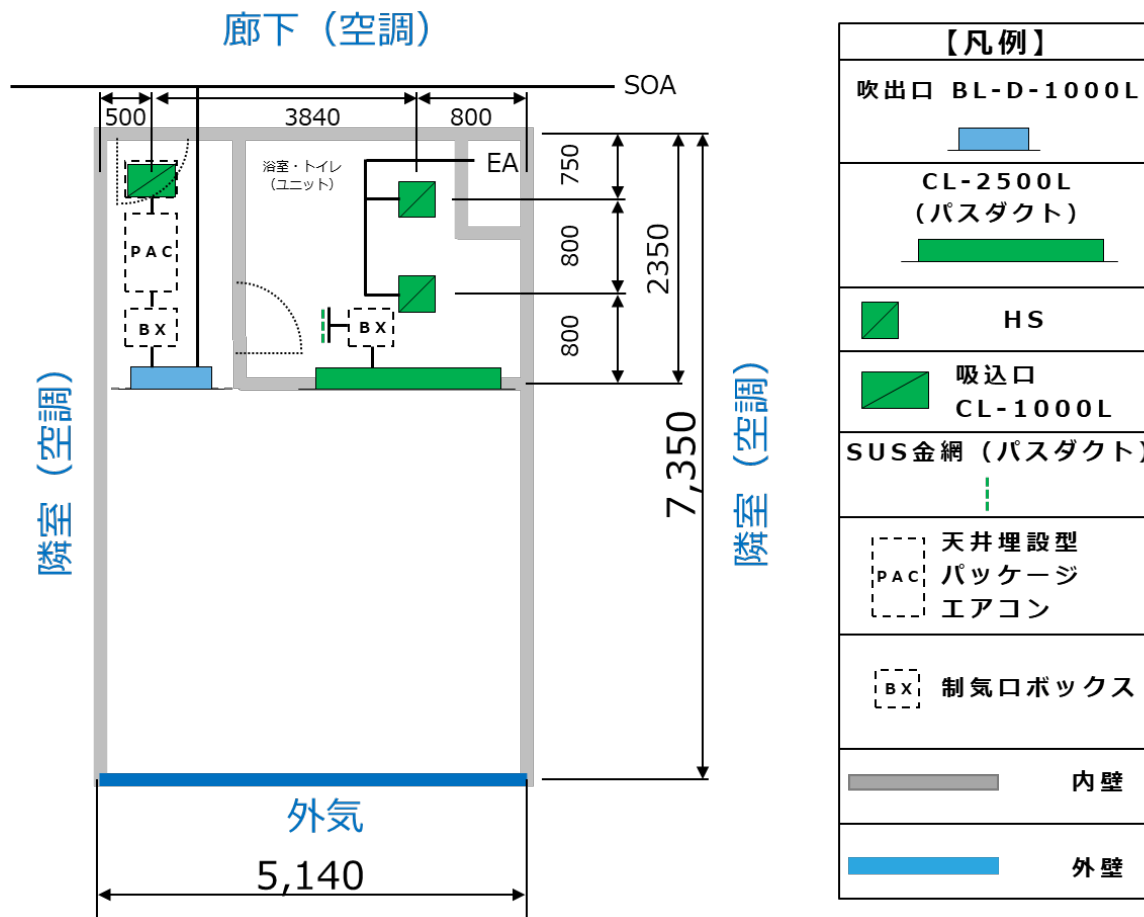 廊下（空調）
SOA
500
3840
800
浴室・トイレ
（ユニット）
EA
750
PAC
800
2350
BX
BX
800
隣室（空調）
7,350
隣室（空調）
外気
5,140
【凡例】
吹出口 BL-D-1000L
CL-2500L
（パスダクト）
HS
吸込口
CL-1000L
SUS金網（パスダクト）
PAC
天井埋設型
パッケージ
エアコン
BX
制気口ボックス
内壁
外壁